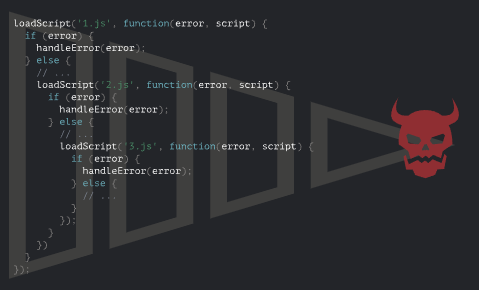 loadScript('1.js', function(error, script) {
  if (error) {
    handleError(error);
  } else {
    // ...
    loadScript('2.js', function(error, script) {
      if (error) {
        handleError(error);
      } else {
        // ...
        loadScript('3.js', function(error, script) {
          if (error) {
            handleError(error);
          } else {
            // ...
          }
        });
      }
    })
  }
});